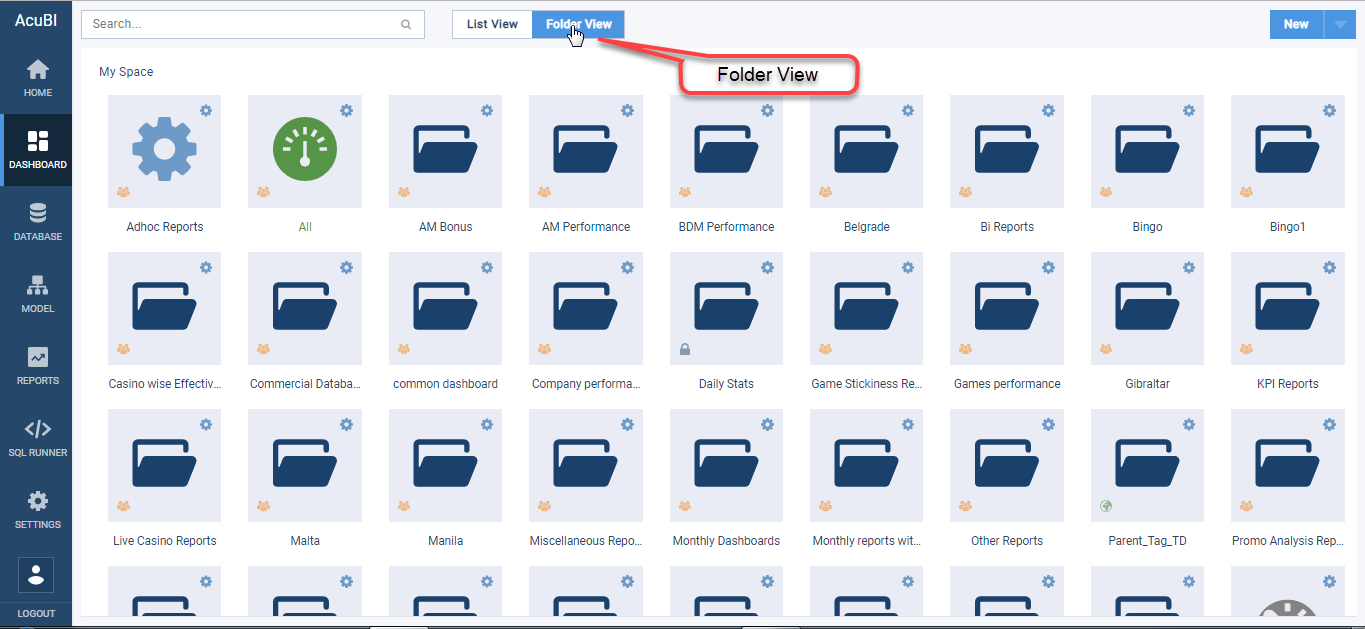 AcuBI
Search...
List View
Folder View
New
Folder View
My Space
HOME
DASHBOARD
DATABASE
MODEL
REPORTS
SQL RUNNER
SETTINGS
LOGOUT
Adhoc Reports
All
AM Bonus
AM Performance
BDM Performance
Belgrade
Bi Reports
Bingo
Bingo1
Casino wise Effectiv...
Commercial Databa...
common dashboard
Company performa...
Daily Stats
Game Stickiness Re...
Games performance
Gibraltar
KPI Reports
Live Casino Reports
Malta
Manila
Miscellaneous Repo...
Monthly Dashboards
Monthly reports wit...
Other Reports
Parent_Tag_TD
Promo Analysis Rep...